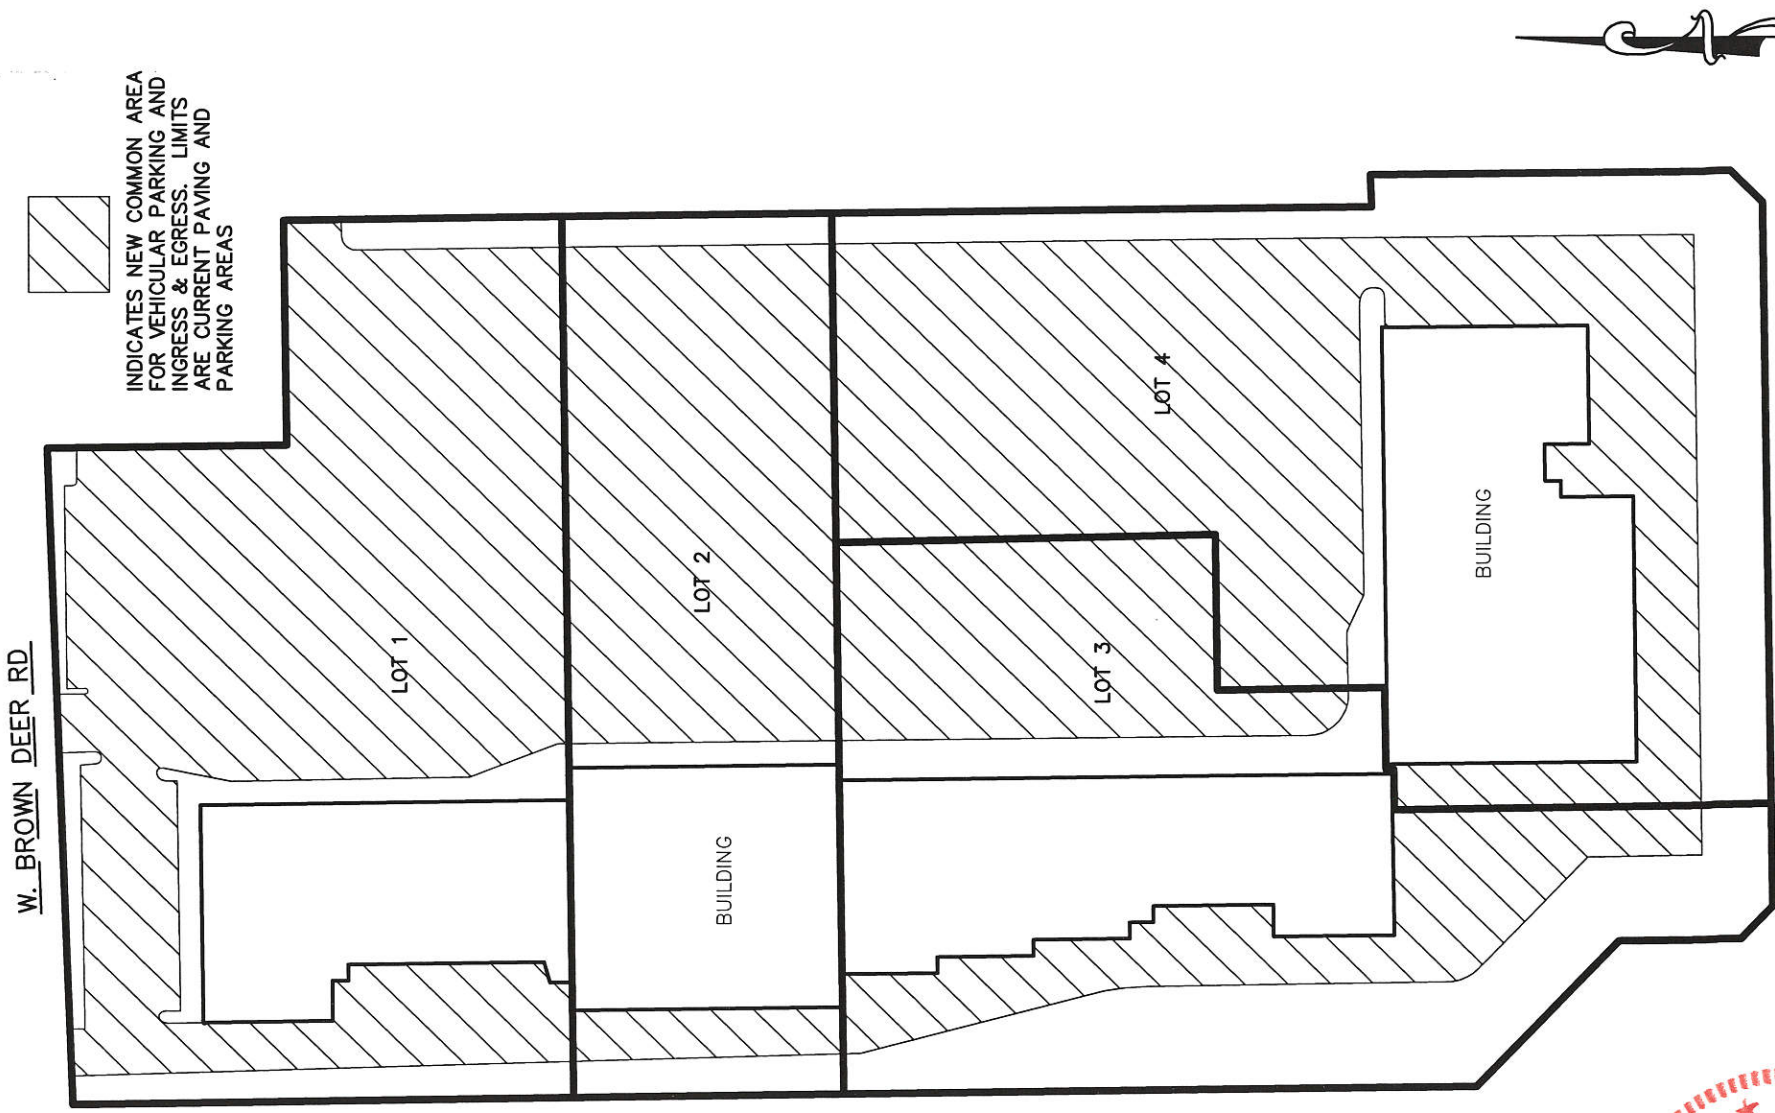 INDICATES NEW COMMON AREA
FOR VEHICULAR PARKING AND
INGRESS & EGRESS. LIMITS
ARE CURRENT PAVING AND
PARKING AREAS
W. BROWN DEER RD
LOT 1
LOT 2
LOT 3
LOT 4
BUILDING
BUILDING